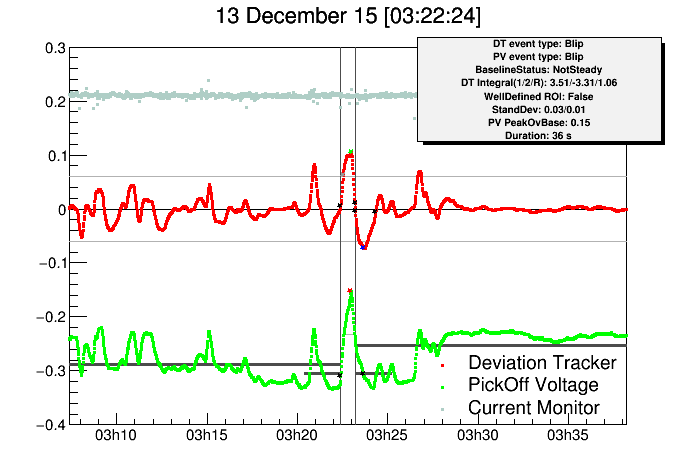 13 December 15 [03:22:24]
DT event type: Blip
PV event type: Blip
BaselineStatus: NotSteady
DT Integral(1/2/R): 3.51/-3.31/1.06
WellDefined ROI: False
StandDev: 0.03/0.01
PV PeakOvBase: 0.15
Duration: 36 s
0.3
0.2
0.1
0
−0.1
−0.2
−0.3
−0.4
Deviation Tracker
PickOff Voltage
Current Monitor
03h10 03h15 03h20 03h25 03h30 03h35